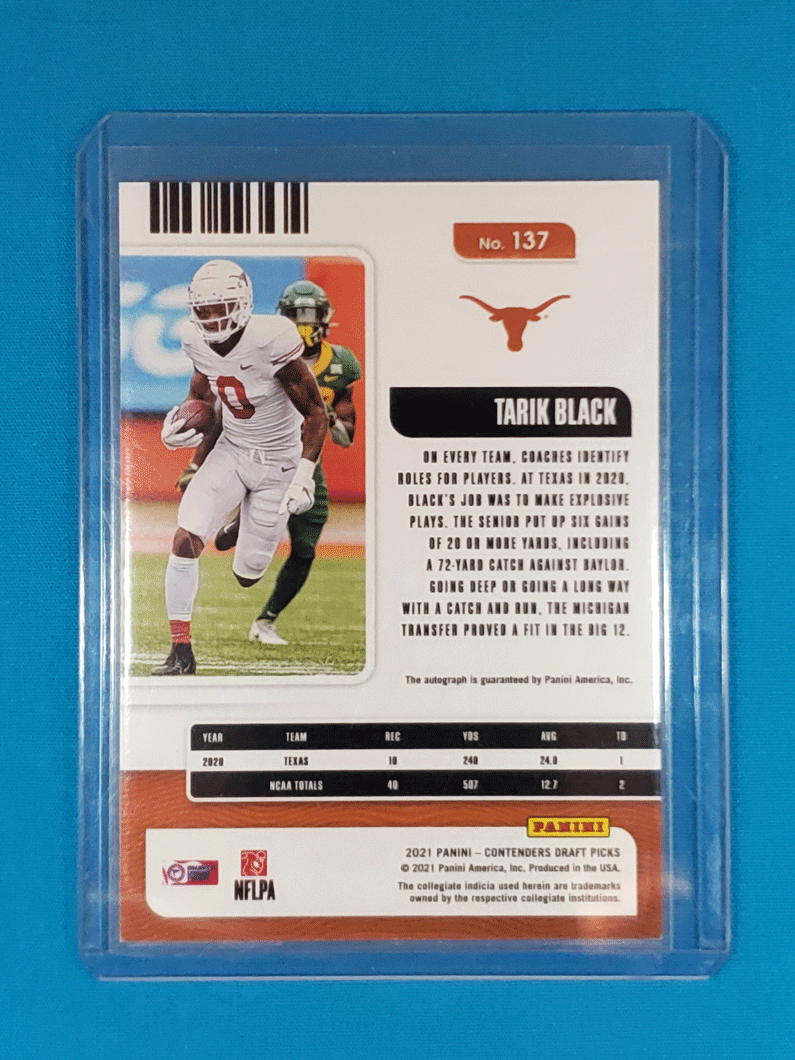 No. 137
TARIK BLACK
ON EVERY TEAM, COACHES IDENTIFY
ROLES FOR PLAYERS. AT TEXAS IN 2020,
BLACK'S JOB WAS TO MAKE EXPLOSIVE
PLAYS. THE SENIOR PUT UP SIX GAINS
OF 20 OR MORE YARDS, INCLUDING
A 72-YARD CATCH AGAINST BAYLOR.
GOING DEEP OR GOING A LONG WAY
WITH A CATCH AND RUN, THE MICHIGAN
TRANSFER PROVED A FIT IN THE BIG 12.
The autograph is guaranteed by Panini America, Inc.
YEAR TEAM REC YDS AVG TD
2020 TEXAS 10 240 24.0 1
NCAA TOTALS 40 507 12.7 2
PANINI
2021 PANINI – CONTENDERS DRAFT PICKS
© 2021 Panini America, Inc. Produced in the USA.
The collegiate indicia used herein are trademarks
owned by the respective collegiate institutions.
NFLPA
0